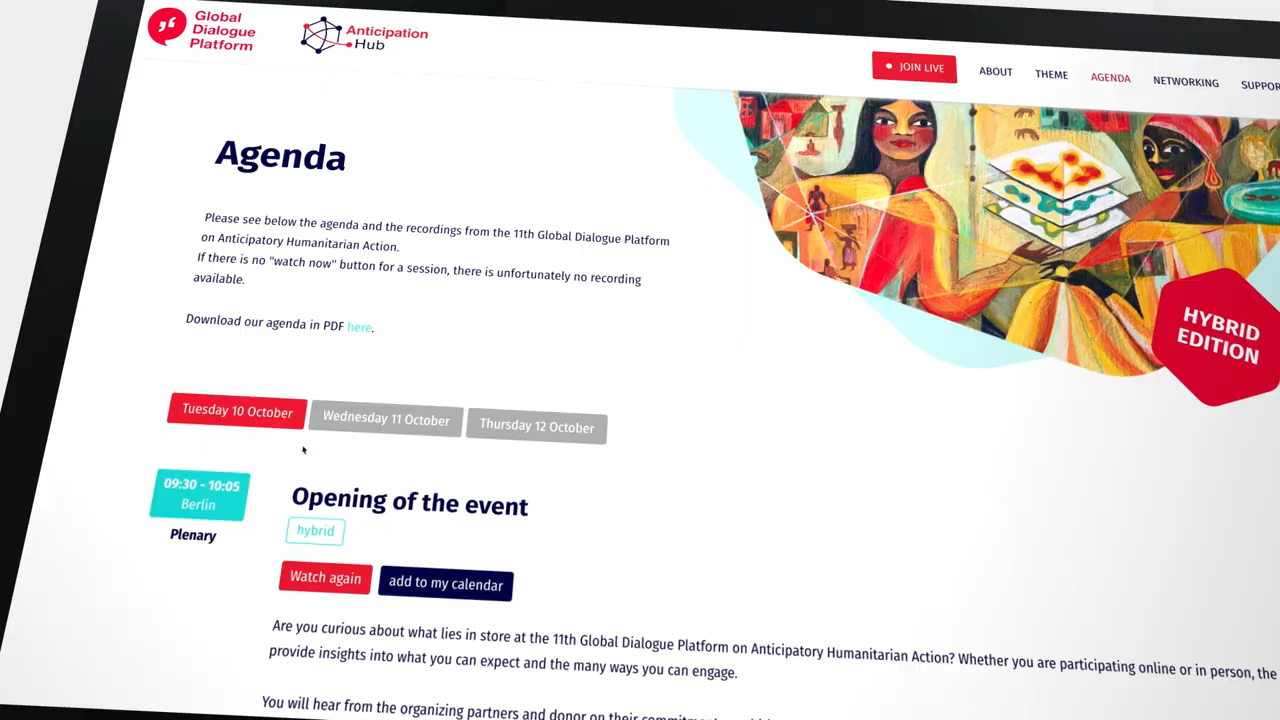 Global
Dialogue
Platform
Anticipation
Hub
JOIN LIVE
ABOUT
THEME
AGENDA
NETWORKING
Agenda
Please see below the agenda and the recordings from the 11th Global Dialogue Platform
on Anticipatory Humanitarian Action.
If there is no "watch now" button for a session, there is unfortunately no recording
available.
Download our agenda in PDF here.
HYBRID
EDITION
Tuesday 10 October
Wednesday 11 October
Thursday 12 October
09:30 - 10:05
Berlin
Plenary
Opening of the event
hybrid
Watch again
add to my calendar
Are you curious about what lies in store at the 11th Global Dialogue Platform on Anticipatory Humanitarian Action? Whether you are participating online or in person, the
provide insights into what you can expect and the many ways you can engage.
You will hear from the organizing partners and donor on their